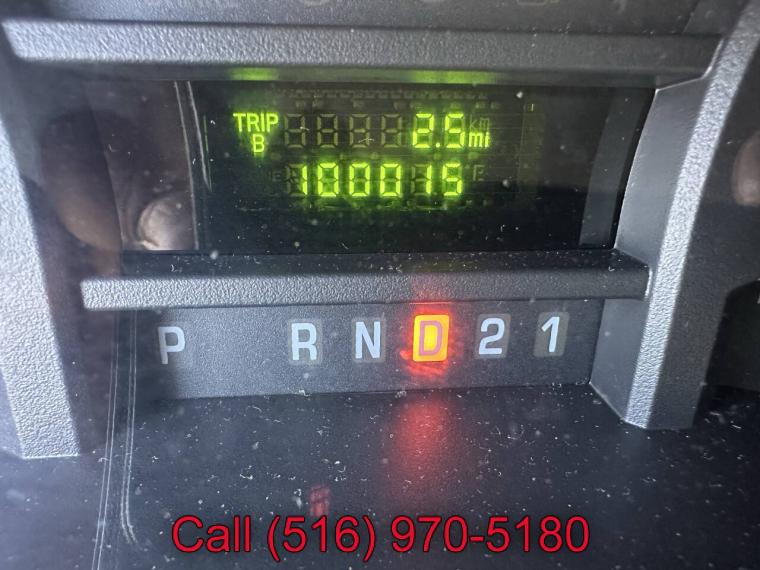 TRIP 2.5 km
B mi
100015
P R N D 2 1
Call (516) 970-5180